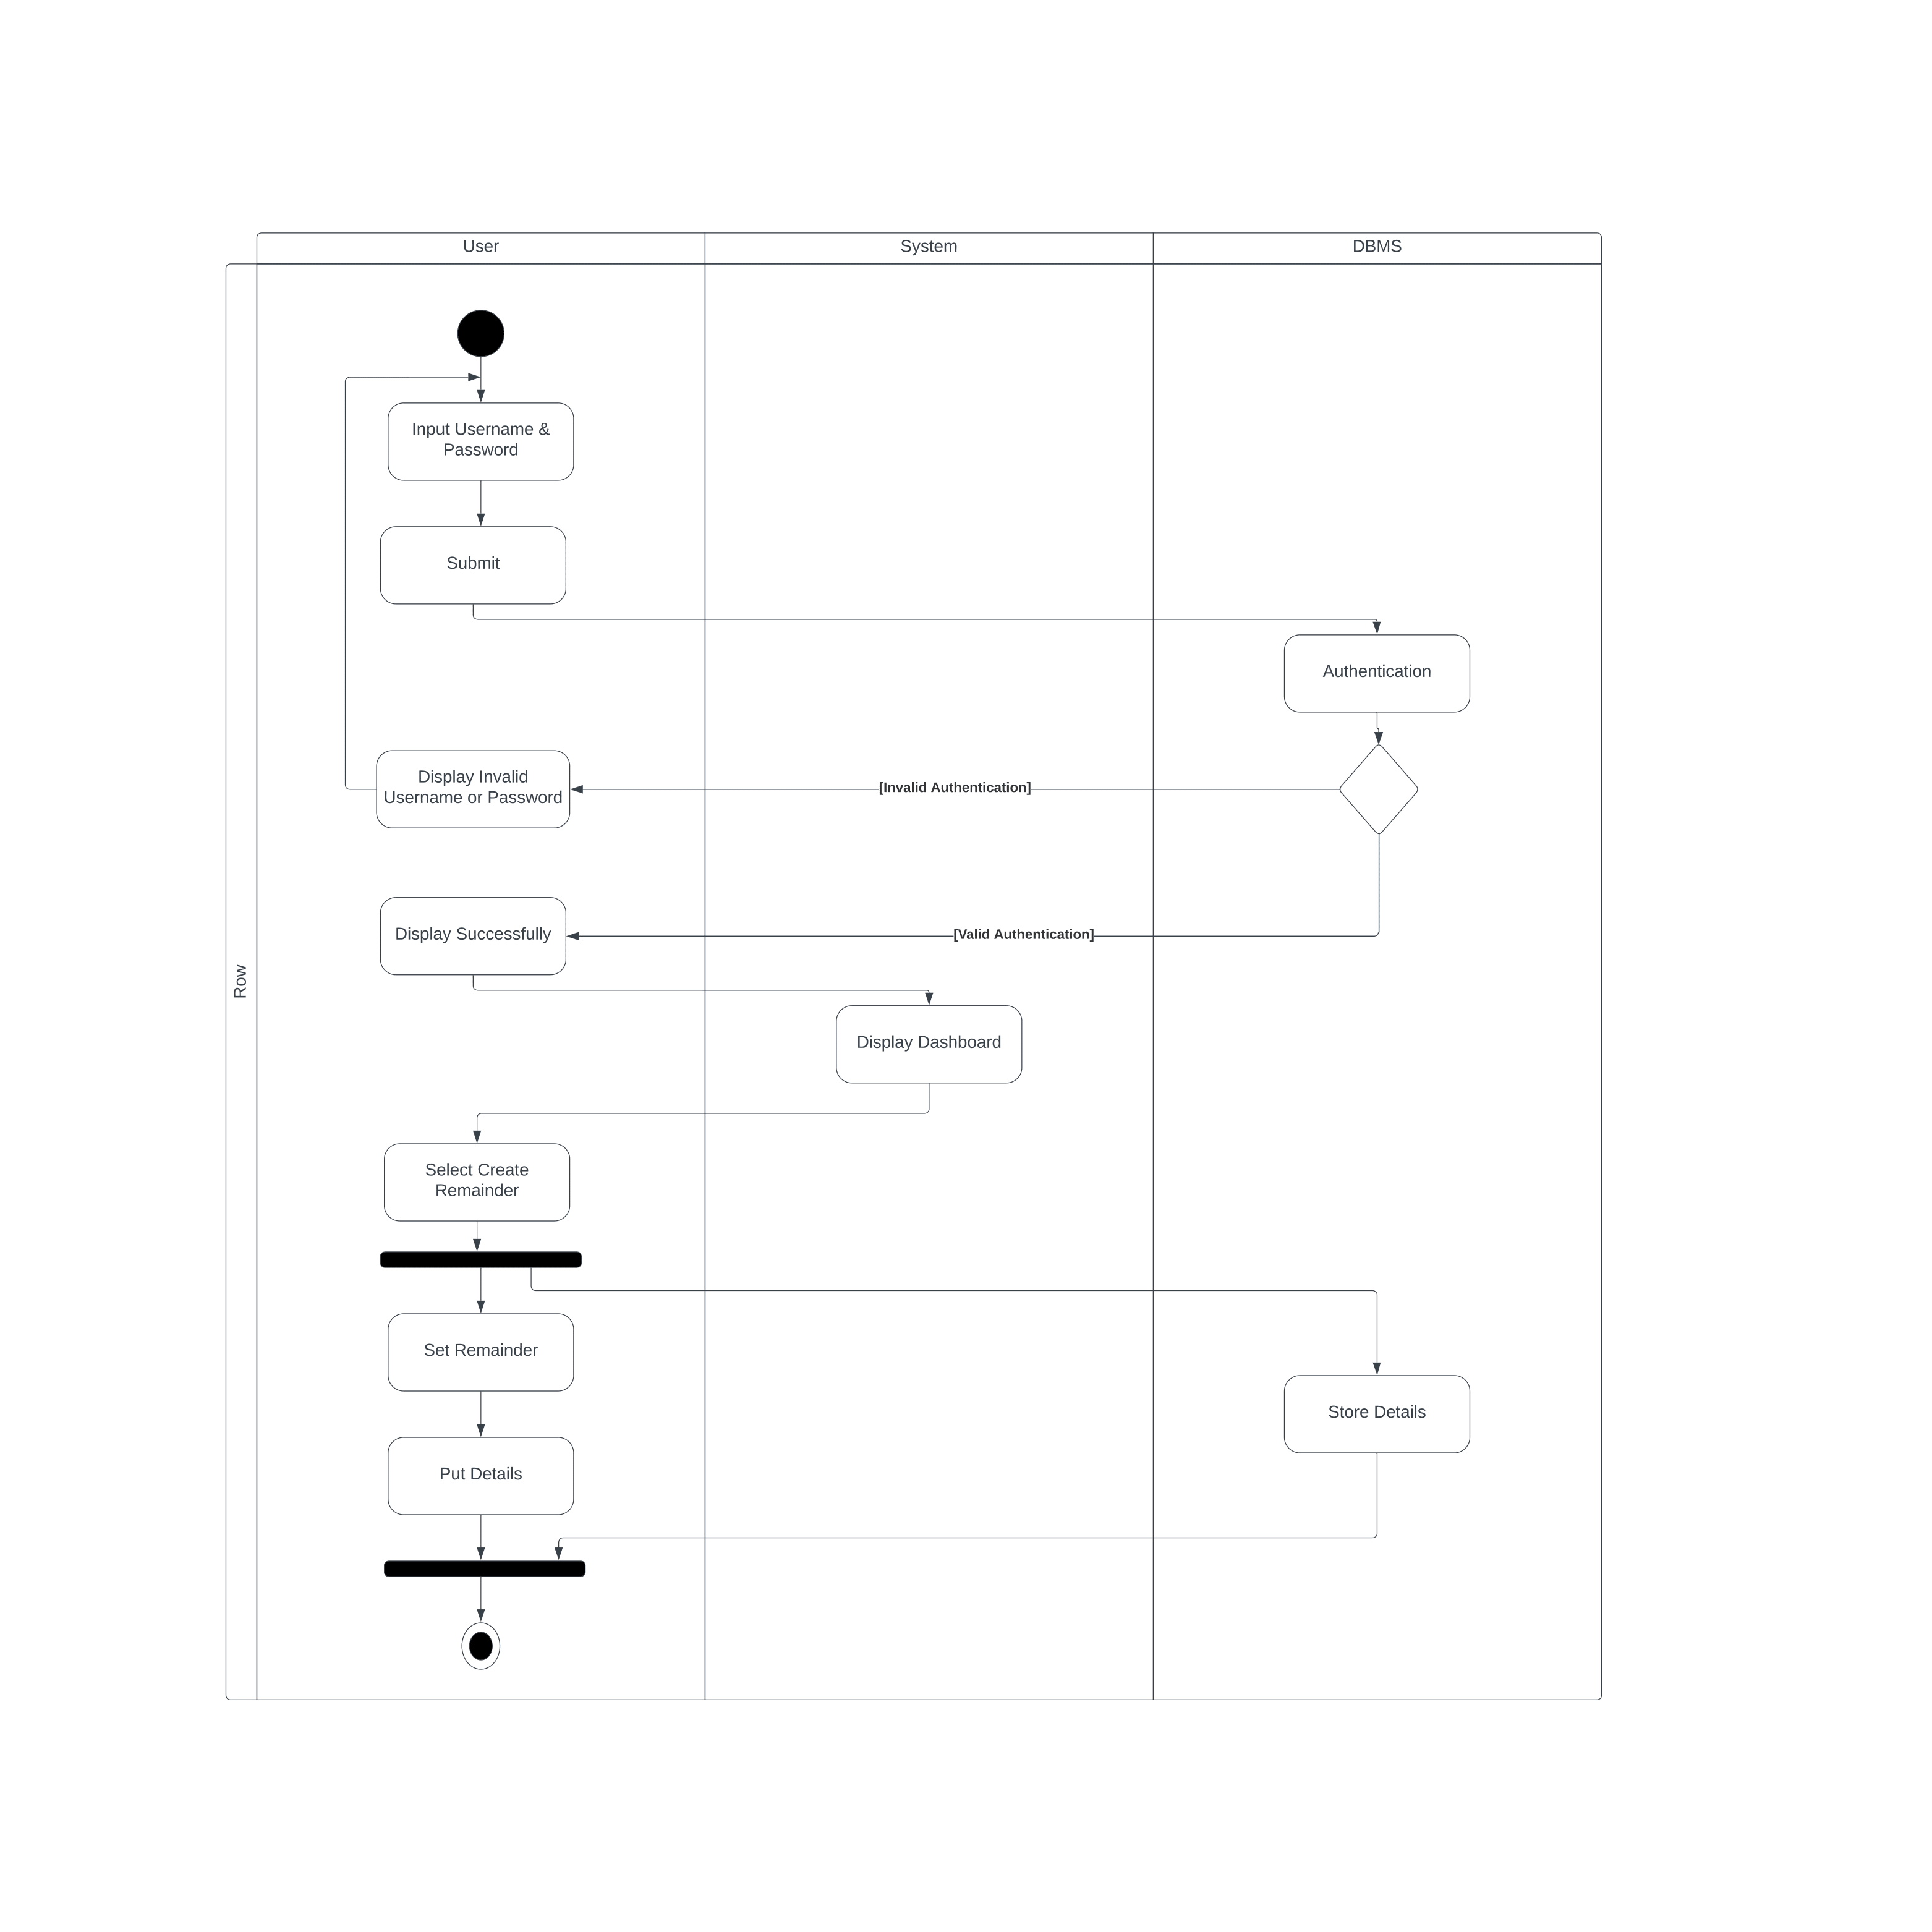 User
System
DBMS
Row
Input Username &
Password
Submit
Authentication
Display Invalid
Username or Password
[Invalid Authentication]
Display Successfully
[Valid Authentication]
Display Dashboard
Select Create
Remainder
Set Remainder
Store Details
Put Details